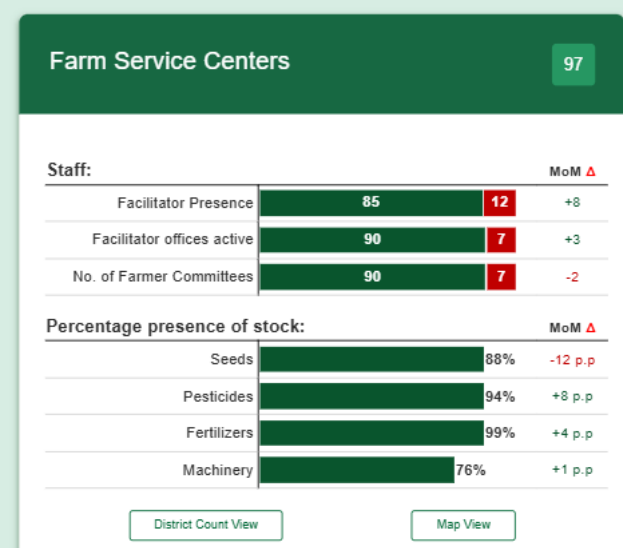 Farm Service Centers 97
Staff: MoM Δ
Facilitator Presence 85 12 +8
Facilitator offices active 90 7 +3
No. of Farmer Committees 90 7 -2
Percentage presence of stock: MoM Δ
Seeds 88% -12 p.p
Pesticides 94% +8 p.p
Fertilizers 99% +4 p.p
Machinery 76% +1 p.p
District Count View Map View